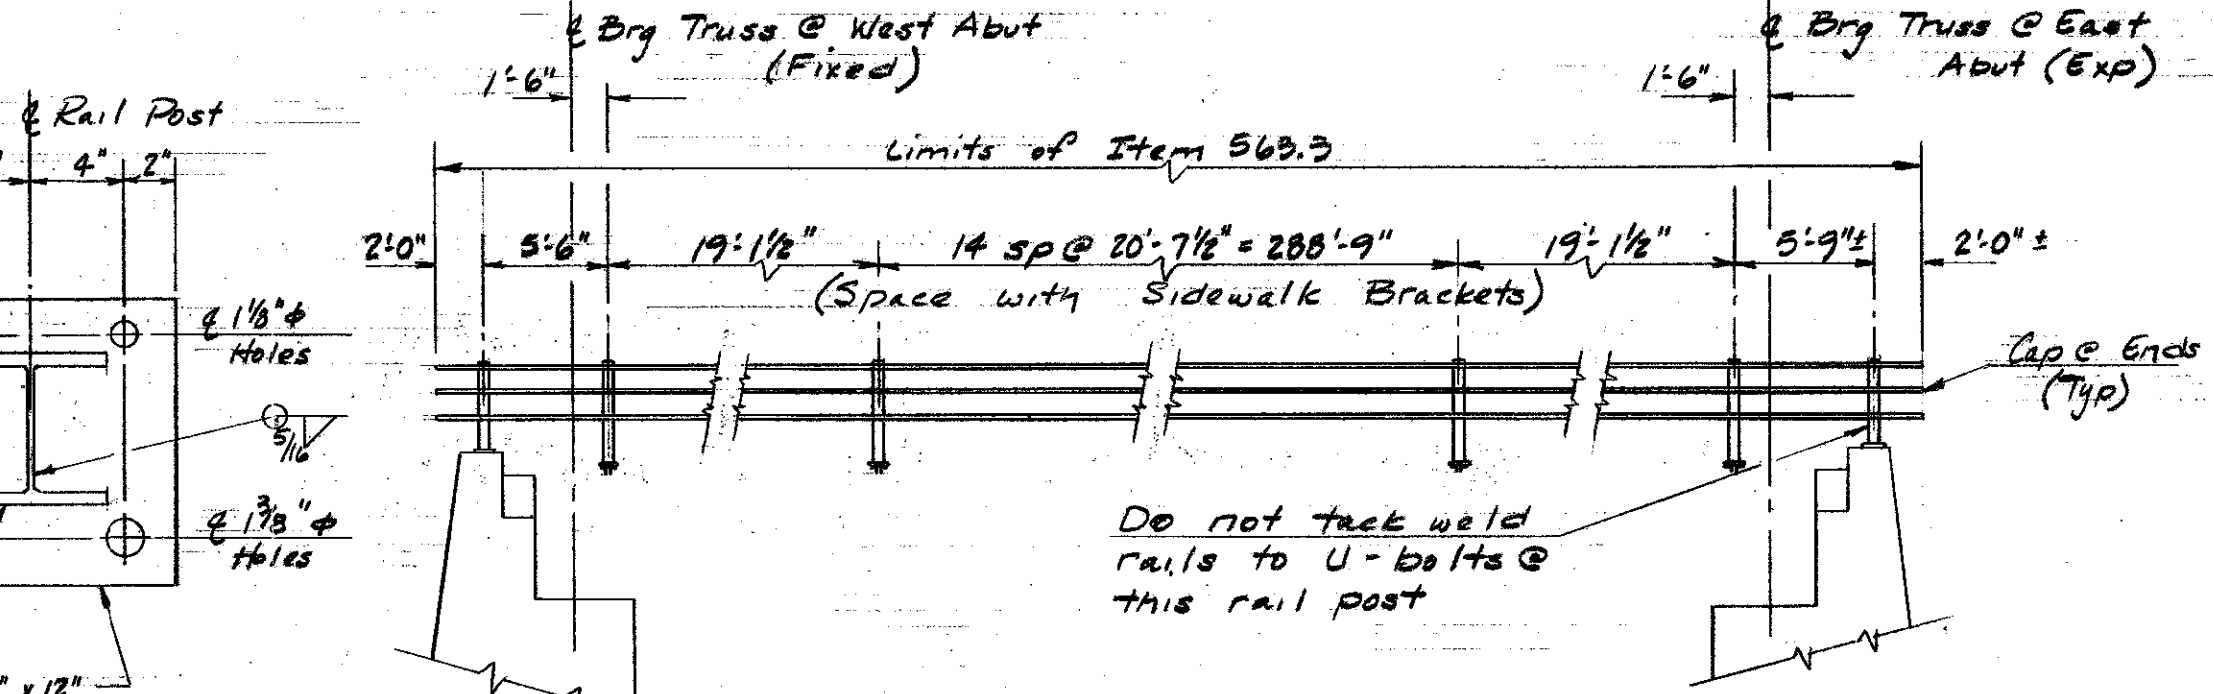 ℄ Brg Truss @ West Abut
(Fixed)
℄ Brg Truss @ East
Abut (Exp)
1'-6"
1'-6"
℄ Rail Post
4" 2"
Limits of Item 563.3
2'-0" 5'-6" 19'-1½" 14 sp @ 20'-7½" = 288'-9" 19'-1½" 5'-9"± 2'-0"±
(Space with Sidewalk Brackets)
℄ 1⅛"ϕ
Holes
Cap @ Ends
(Typ)
5/16
℄ 1⅜"ϕ
Holes
Do not tack weld
rails to U-bolts @
this rail post
" x 12"